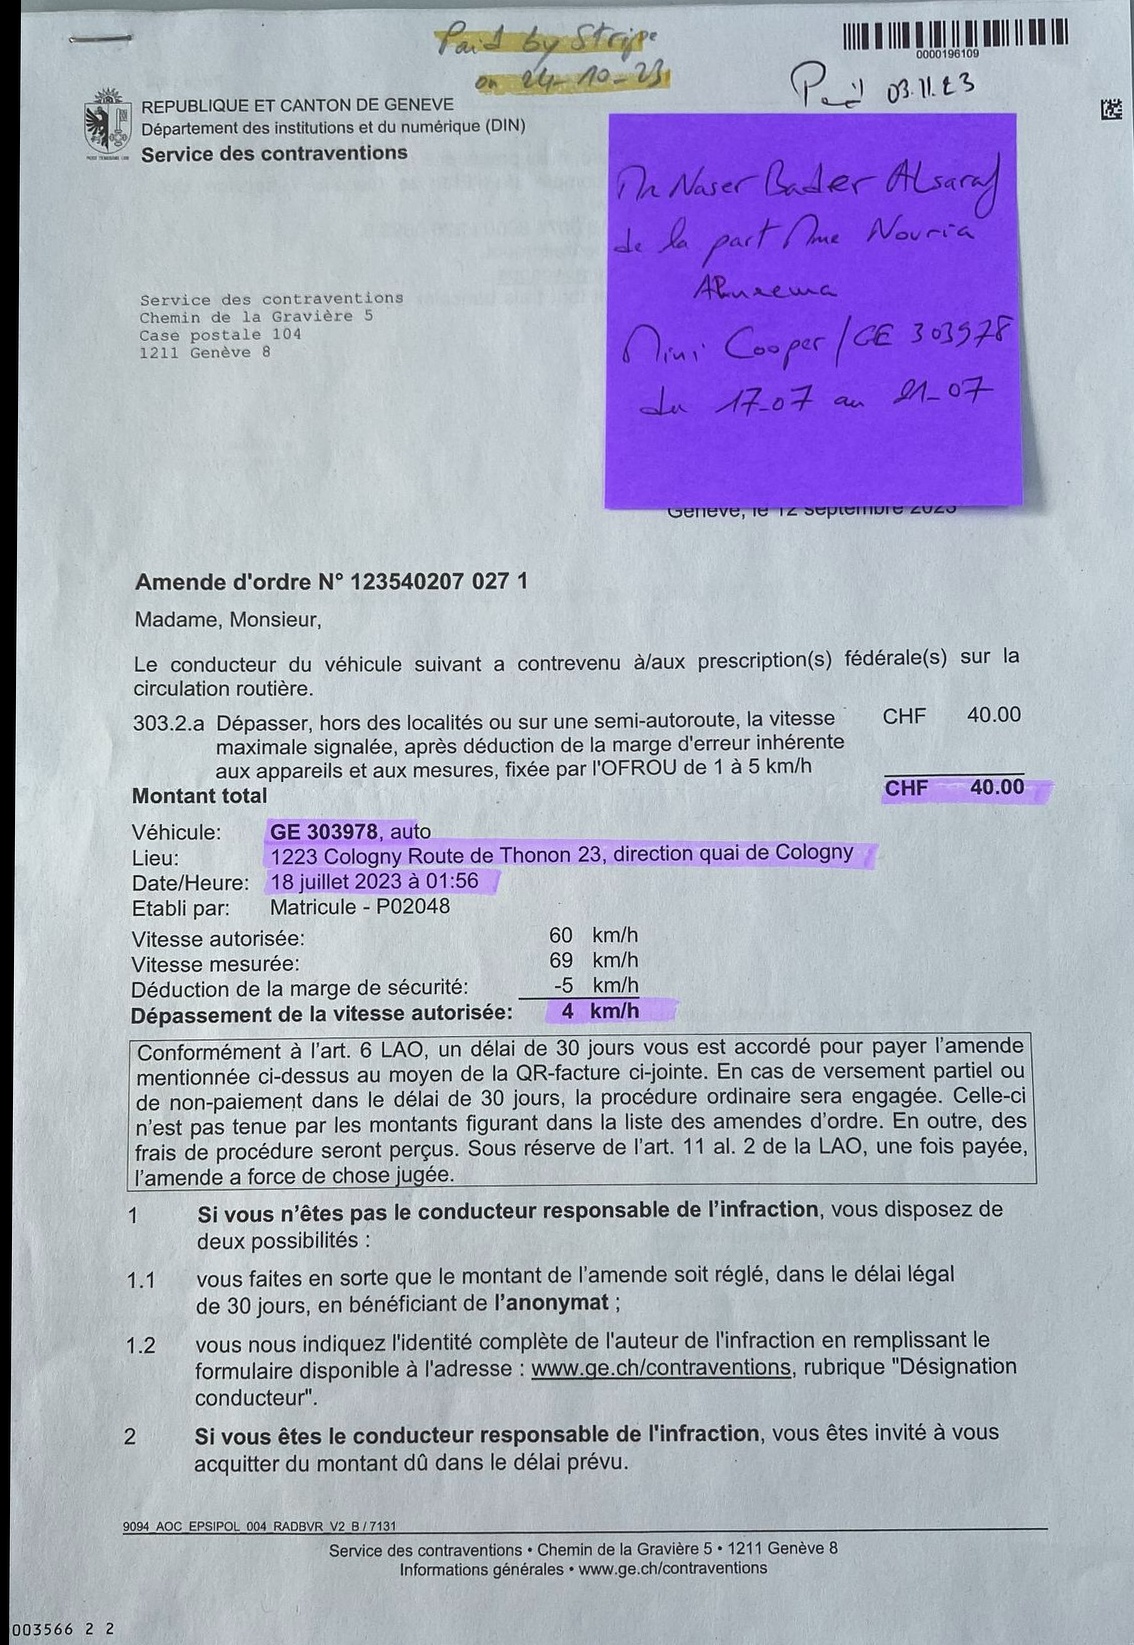 Paid by Stripe
on 24-10-23
0000196109
Paid 03.11.23
REPUBLIQUE ET CANTON DE GENEVE
Département des institutions et du numérique (DIN)
Service des contraventions
Mr Naser Bader Alsaraf
de la part Mme Nouria
Mini Cooper/GE 303978
du 17-07 au 21-07
Service des contraventions
Chemin de la Gravière 5
Case postale 104
1211 Genève 8
Genève, le 12 septembre 2023
Amende d'ordre N° 123540207 027 1
Madame, Monsieur,
Le conducteur du véhicule suivant a contrevenu à/aux prescription(s) fédérale(s) sur la
circulation routière.
303.2.a Dépasser, hors des localités ou sur une semi-autoroute, la vitesse CHF 40.00
maximale signalée, après déduction de la marge d'erreur inhérente
aux appareils et aux mesures, fixée par l'OFROU de 1 à 5 km/h
Montant total CHF 40.00
Véhicule: GE 303978, auto
Lieu: 1223 Cologny Route de Thonon 23, direction quai de Cologny
Date/Heure: 18 juillet 2023 à 01:56
Etabli par: Matricule - P02048
Vitesse autorisée: 60 km/h
Vitesse mesurée: 69 km/h
Déduction de la marge de sécurité: -5 km/h
Dépassement de la vitesse autorisée: 4 km/h
Conformément à l'art. 6 LAO, un délai de 30 jours vous est accordé pour payer l'amende
mentionnée ci-dessus au moyen de la QR-facture ci-jointe. En cas de versement partiel ou
de non-paiement dans le délai de 30 jours, la procédure ordinaire sera engagée. Celle-ci
n'est pas tenue par les montants figurant dans la liste des amendes d'ordre. En outre, des
frais de procédure seront perçus. Sous réserve de l'art. 11 al. 2 de la LAO, une fois payée,
l'amende a force de chose jugée.
1 Si vous n'êtes pas le conducteur responsable de l'infraction, vous disposez de
deux possibilités :
1.1 vous faites en sorte que le montant de l'amende soit réglé, dans le délai légal
de 30 jours, en bénéficiant de l'anonymat ;
1.2 vous nous indiquez l'identité complète de l'auteur de l'infraction en remplissant le
formulaire disponible à l'adresse : www.ge.ch/contraventions, rubrique "Désignation
conducteur".
2 Si vous êtes le conducteur responsable de l'infraction, vous êtes invité à vous
acquitter du montant dû dans le délai prévu.
9094 AOC EPSIPOL 004 RADBVR V2 B / 7131
Service des contraventions • Chemin de la Gravière 5 • 1211 Genève 8
Informations générales • www.ge.ch/contraventions
003566 2 2